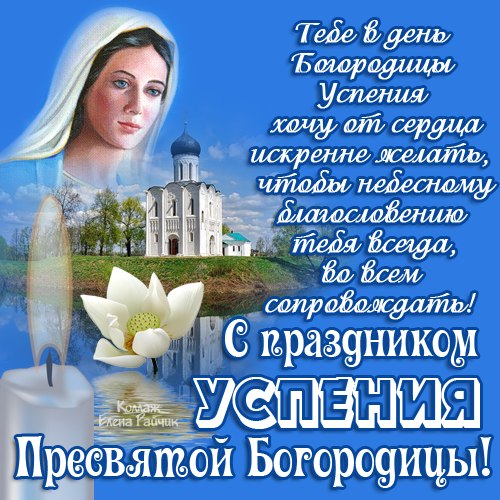 Тебе в день
Богородицы
Успения
хочу от сердца
искренне желать,
чтобы небесному
благословению
тебя всегда,
во всем
сопровождать!
С праздником
УСПЕНИЯ
Пресвятой Богородицы!
Коллаж
Елена Райчик